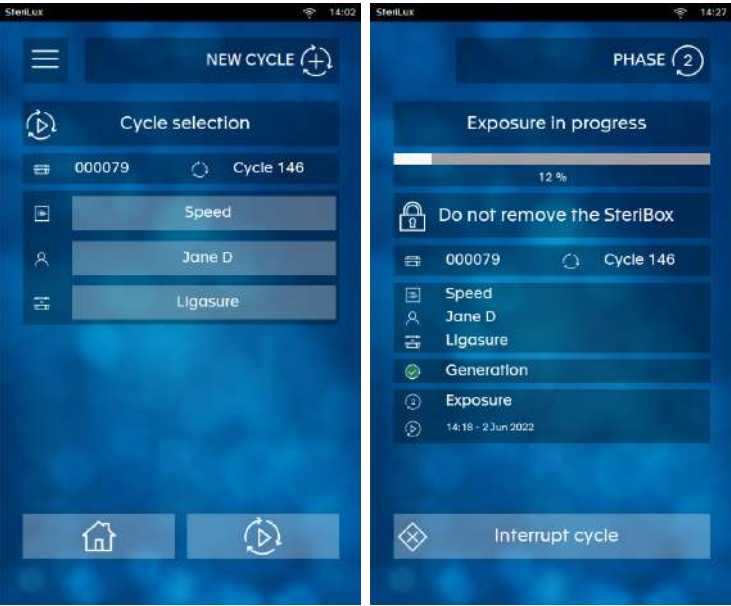 SteriLux 14:02
NEW CYCLE
Cycle selection
000079 Cycle 146
Speed
Jane D
Ligasure
SteriLux 14:27
PHASE 2
Exposure in progress
12 %
Do not remove the SteriBox
000079 Cycle 146
Speed
Jane D
Ligasure
Generation
2 Exposure
14:18 - 2 Jun 2022
Interrupt cycle